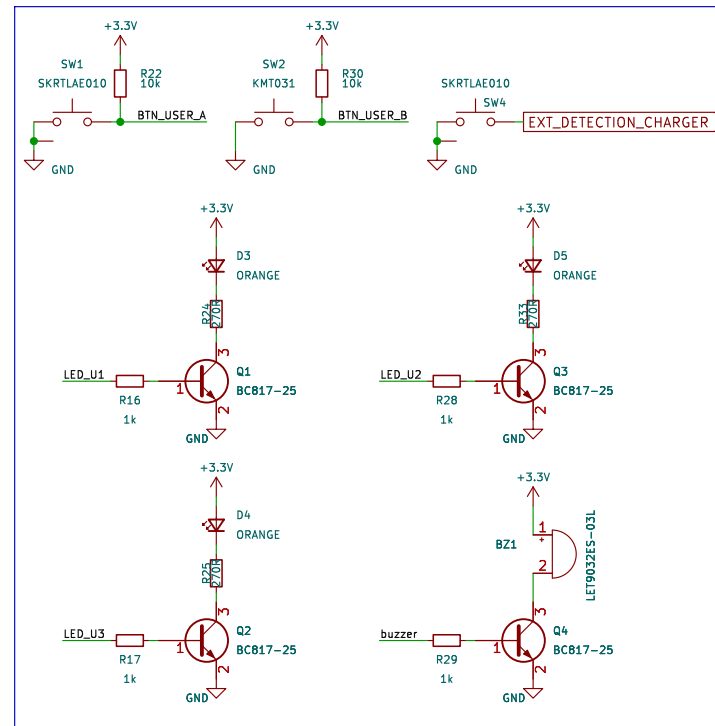 +3.3V
SW1
SKRTLAE010
R22
10k
BTN_USER_A
GND
+3.3V
SW2
KMT031
R30
10k
BTN_USER_B
GND
SKRTLAE010
SW4
EXT_DETECTION_CHARGER
GND
+3.3V
D3
ORANGE
R24
270R
3
LED_U1
1
Q1
BC817-25
R16
1k
2
GND
+3.3V
D5
ORANGE
R33
270R
3
LED_U2
1
Q3
BC817-25
R28
1k
2
GND
+3.3V
D4
ORANGE
R25
270R
3
LED_U3
1
Q2
BC817-25
R17
1k
2
GND
+3.3V
1
+
BZ1
2
LET9032ES-03L
3
buzzer
1
Q4
BC817-25
R29
1k
2
GND